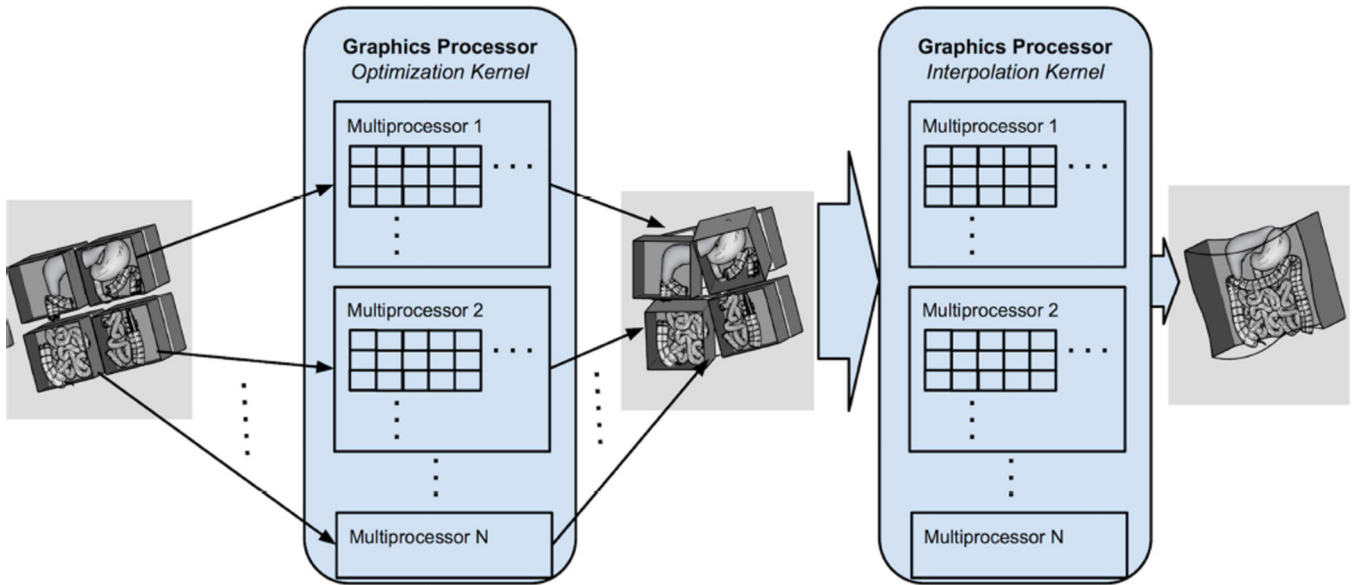 Graphics Processor
Optimization Kernel
Multiprocessor 1
Multiprocessor 2
Multiprocessor N
Graphics Processor
Interpolation Kernel
Multiprocessor 1
Multiprocessor 2
Multiprocessor N